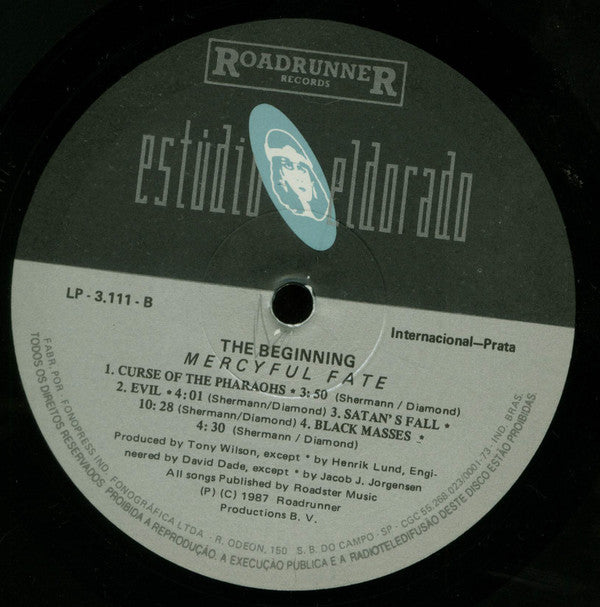 ROADRUNNER
RECORDS
estúdio eldorado
LP - 3.111 - B
Internacional—Prata
THE BEGINNING
MERCYFUL FATE
1. CURSE OF THE PHARAOHS • 3: 50 (Shermann / Diamond)
2. EVIL • 4:01 (Shermann/Diamond) 3. SATAN'S FALL •
10: 28 (Shermann/Diamond) 4. BLACK MASSES •
4: 30 (Shermann / Diamond)
Produced by Tony Wilson, except • by Henrik Lund, Engi-
neered by David Dade, except • by Jacob J. Jorgensen
All songs Published by Roadster Music
(P) (C) 1987 Roadrunner
Productions B. V.
FABR. POR . FONOPRESS IND. FONOGRÁFICA LTDA - R. ODEON, 150 S. B. DO CAMPO - SP - CGC 55.268.023/0001/73 IND. BRAS.
TODOS OS DIREITOS RESERVADOS. PROIBIDA A REPRODUÇÃO. A EXECUÇÃO PÚBLICA E A RADIOTELEDIFUSÃO DESTE DISCO ESTÃO PROIBIDAS.